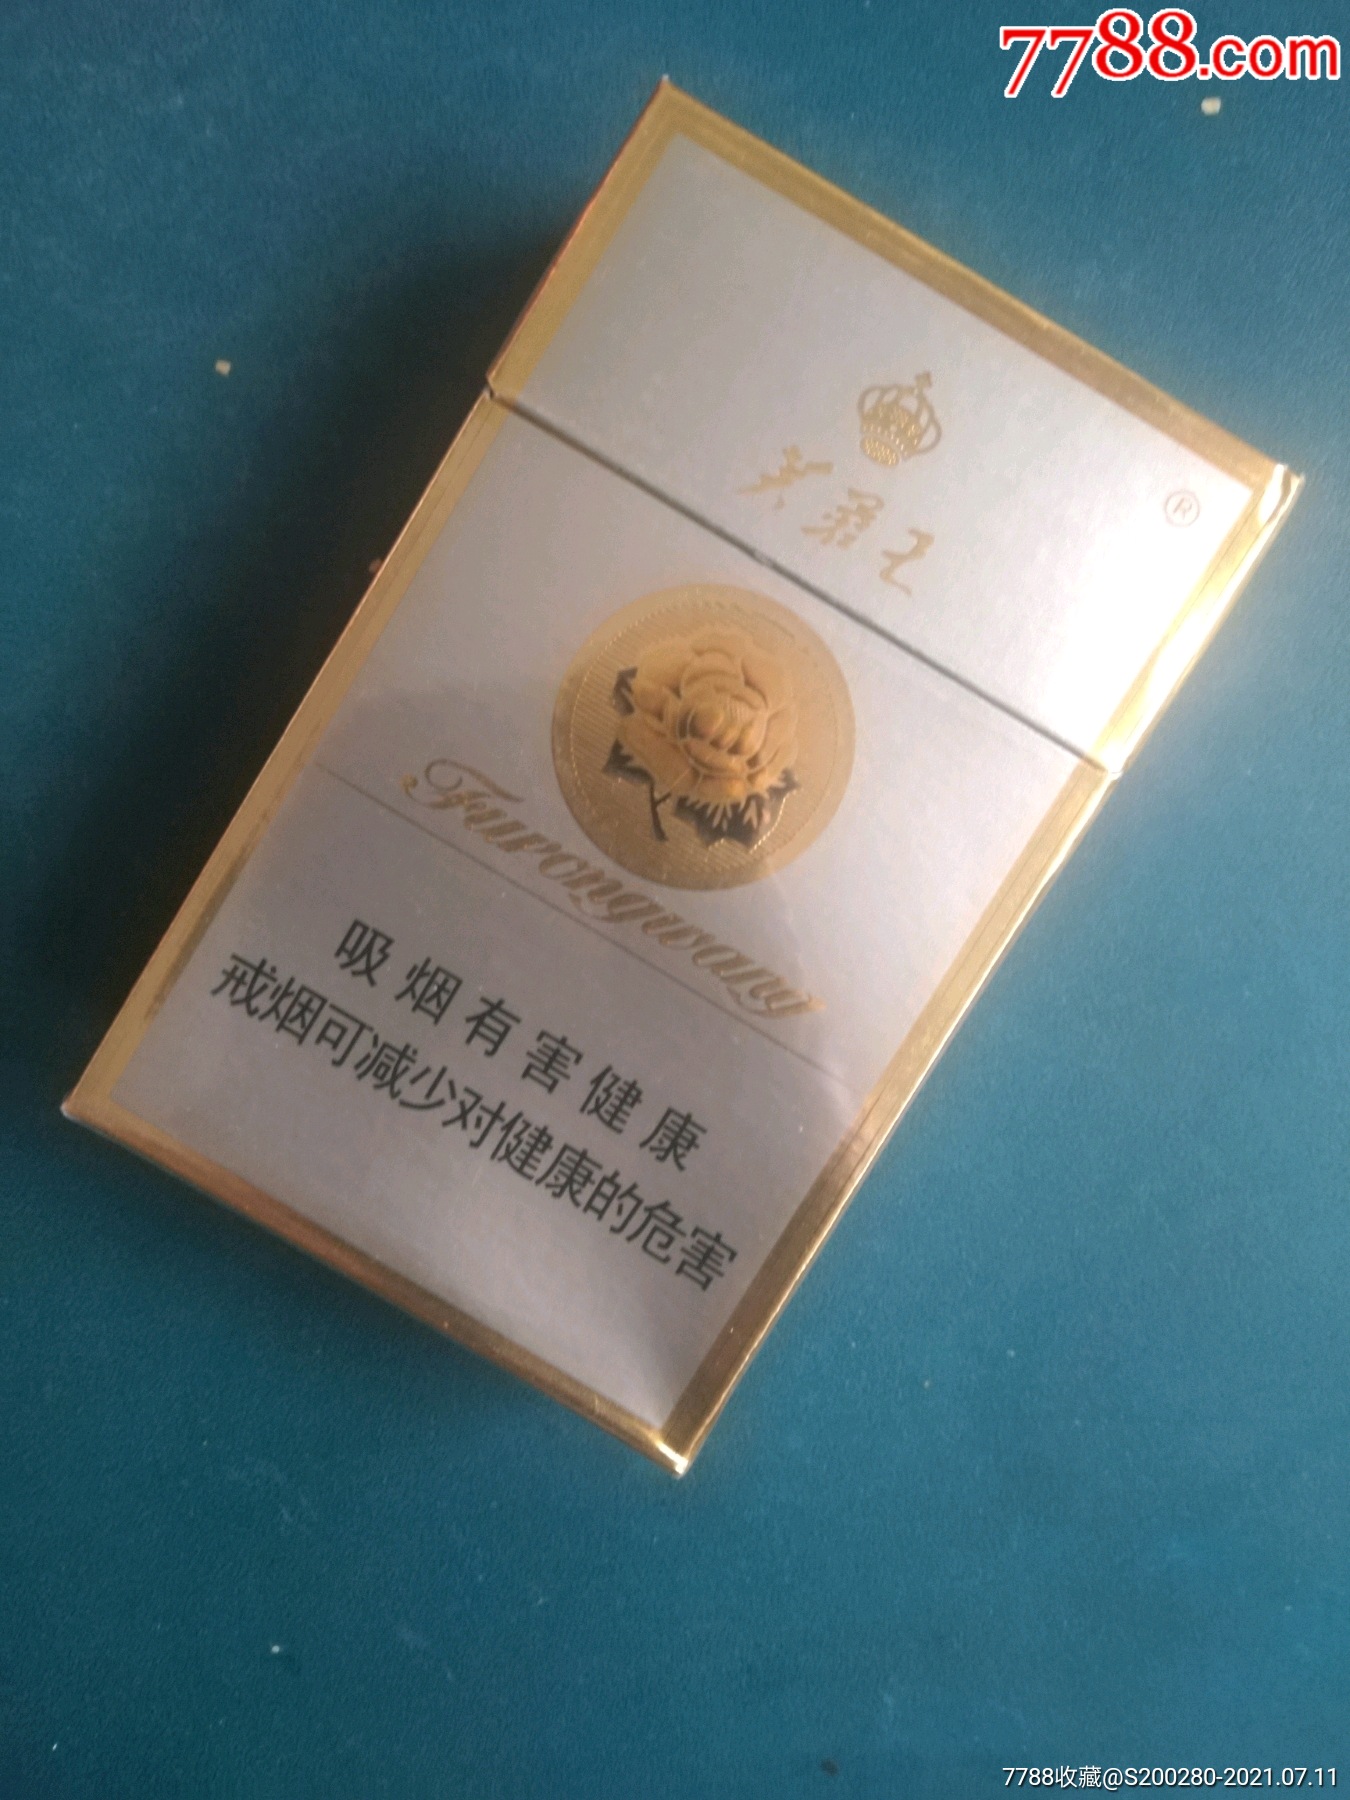 7788.com
芙蓉王
®
Furongwang
吸烟有害健康
戒烟可减少对健康的危害
7788收藏@S200280-2021.07.11